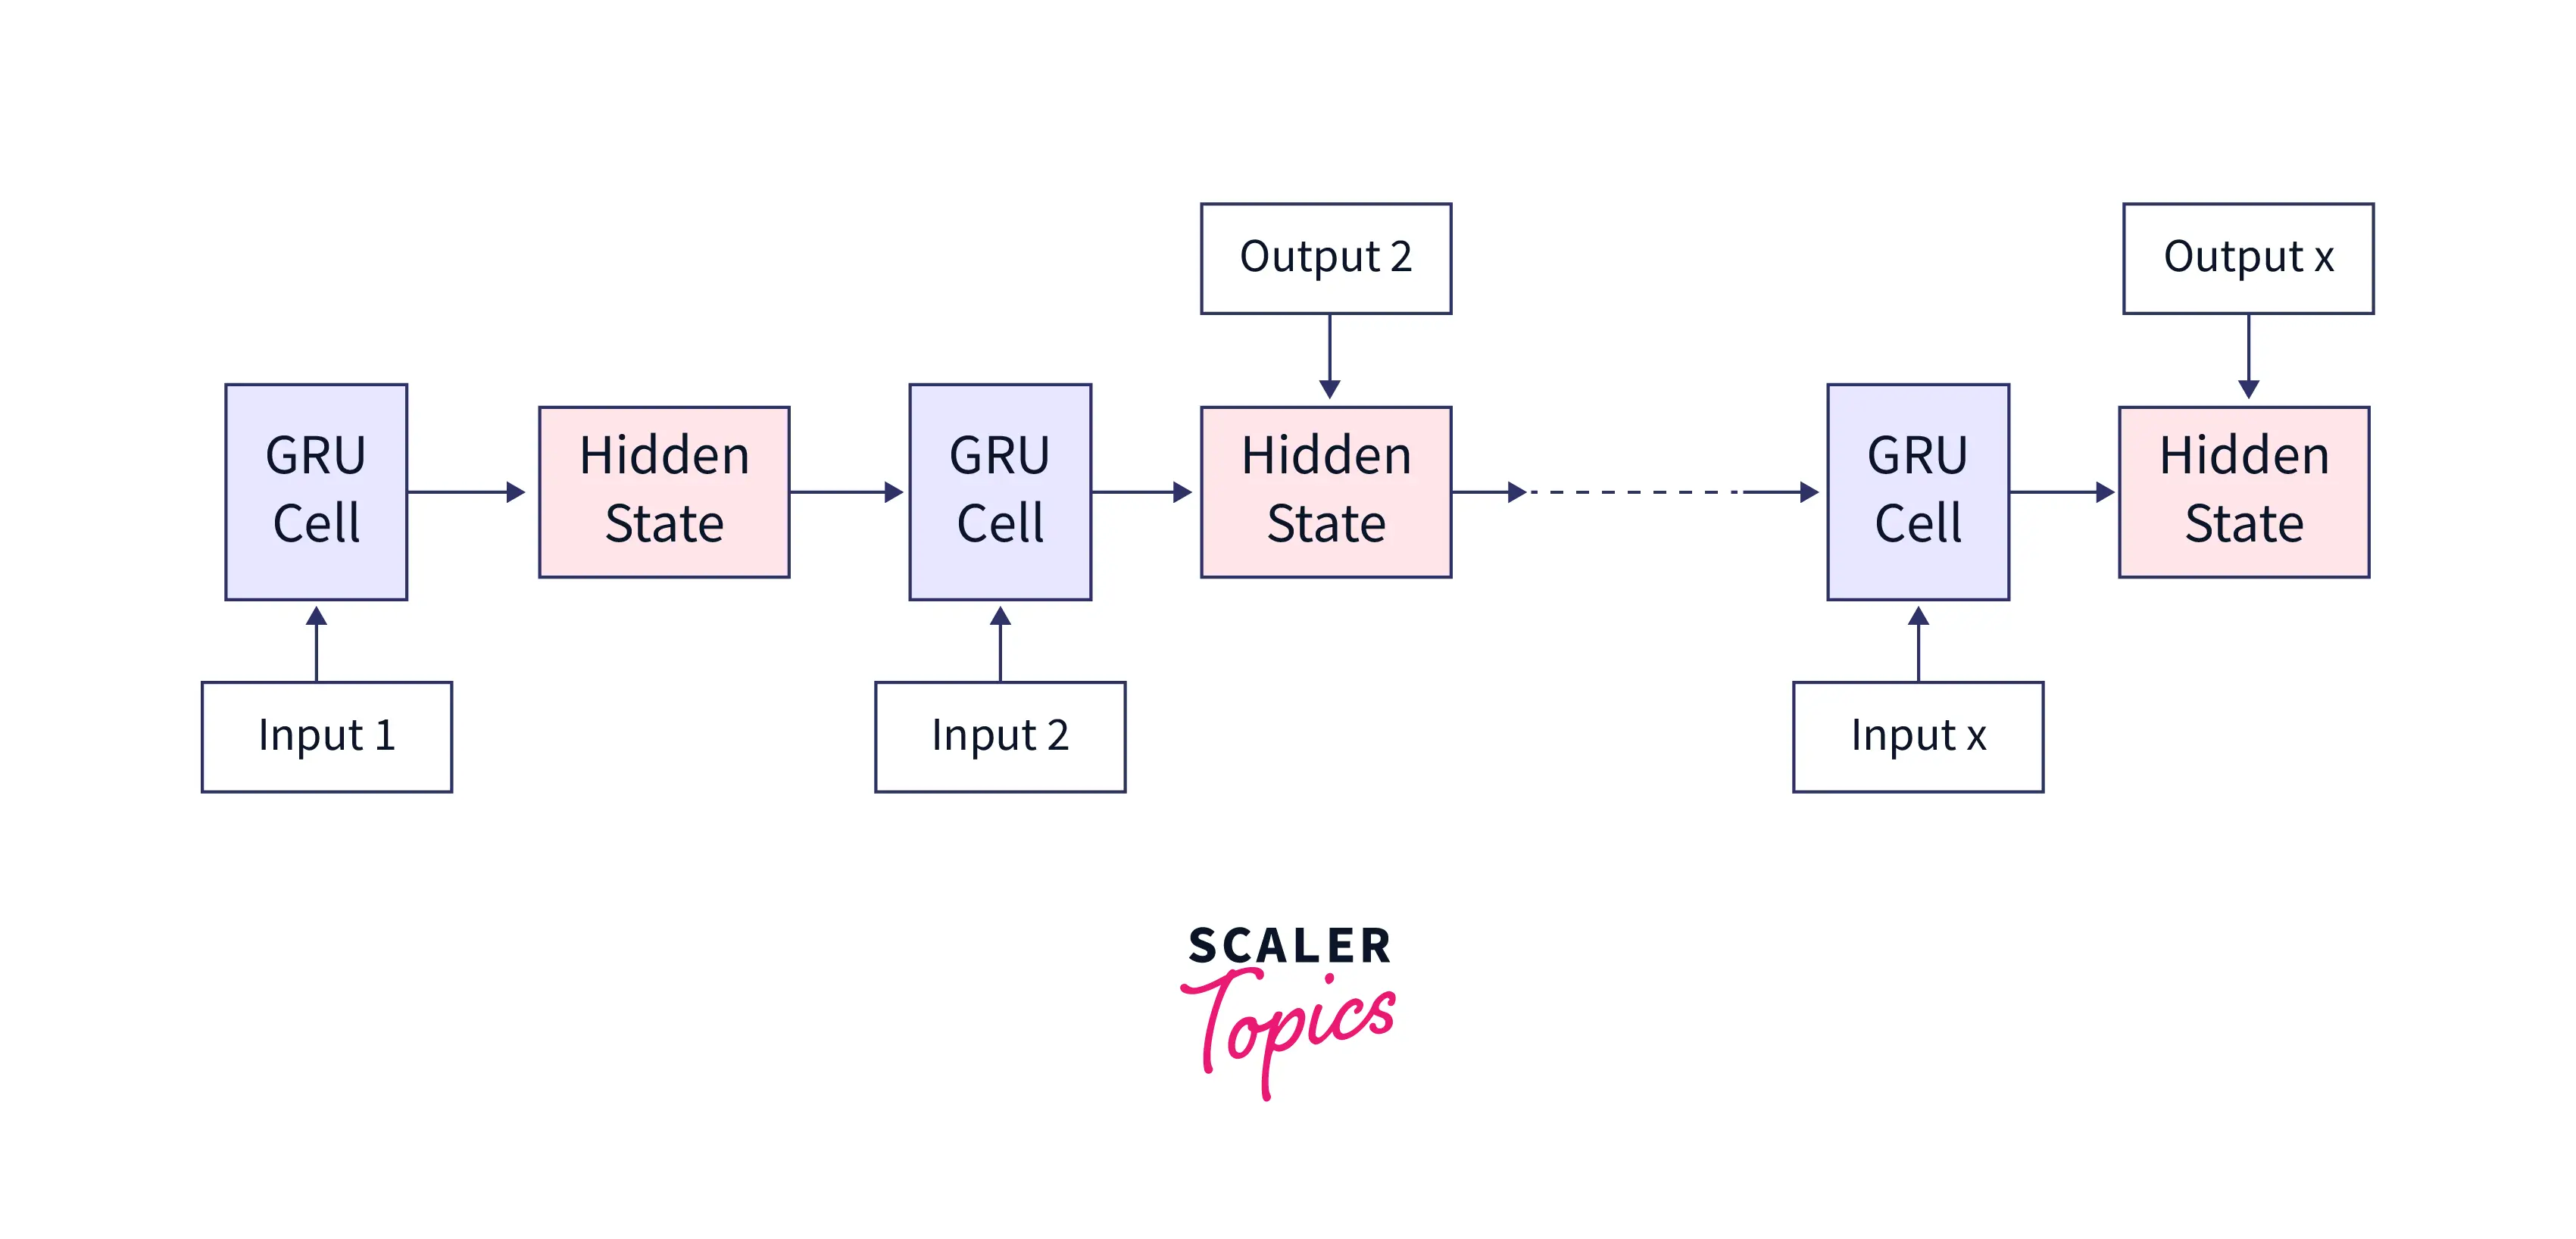 Output 2
Output x
GRU
Cell
Hidden
State
GRU
Cell
Hidden
State
GRU
Cell
Hidden
State
Input 1
Input 2
Input x
SCALER
Topics